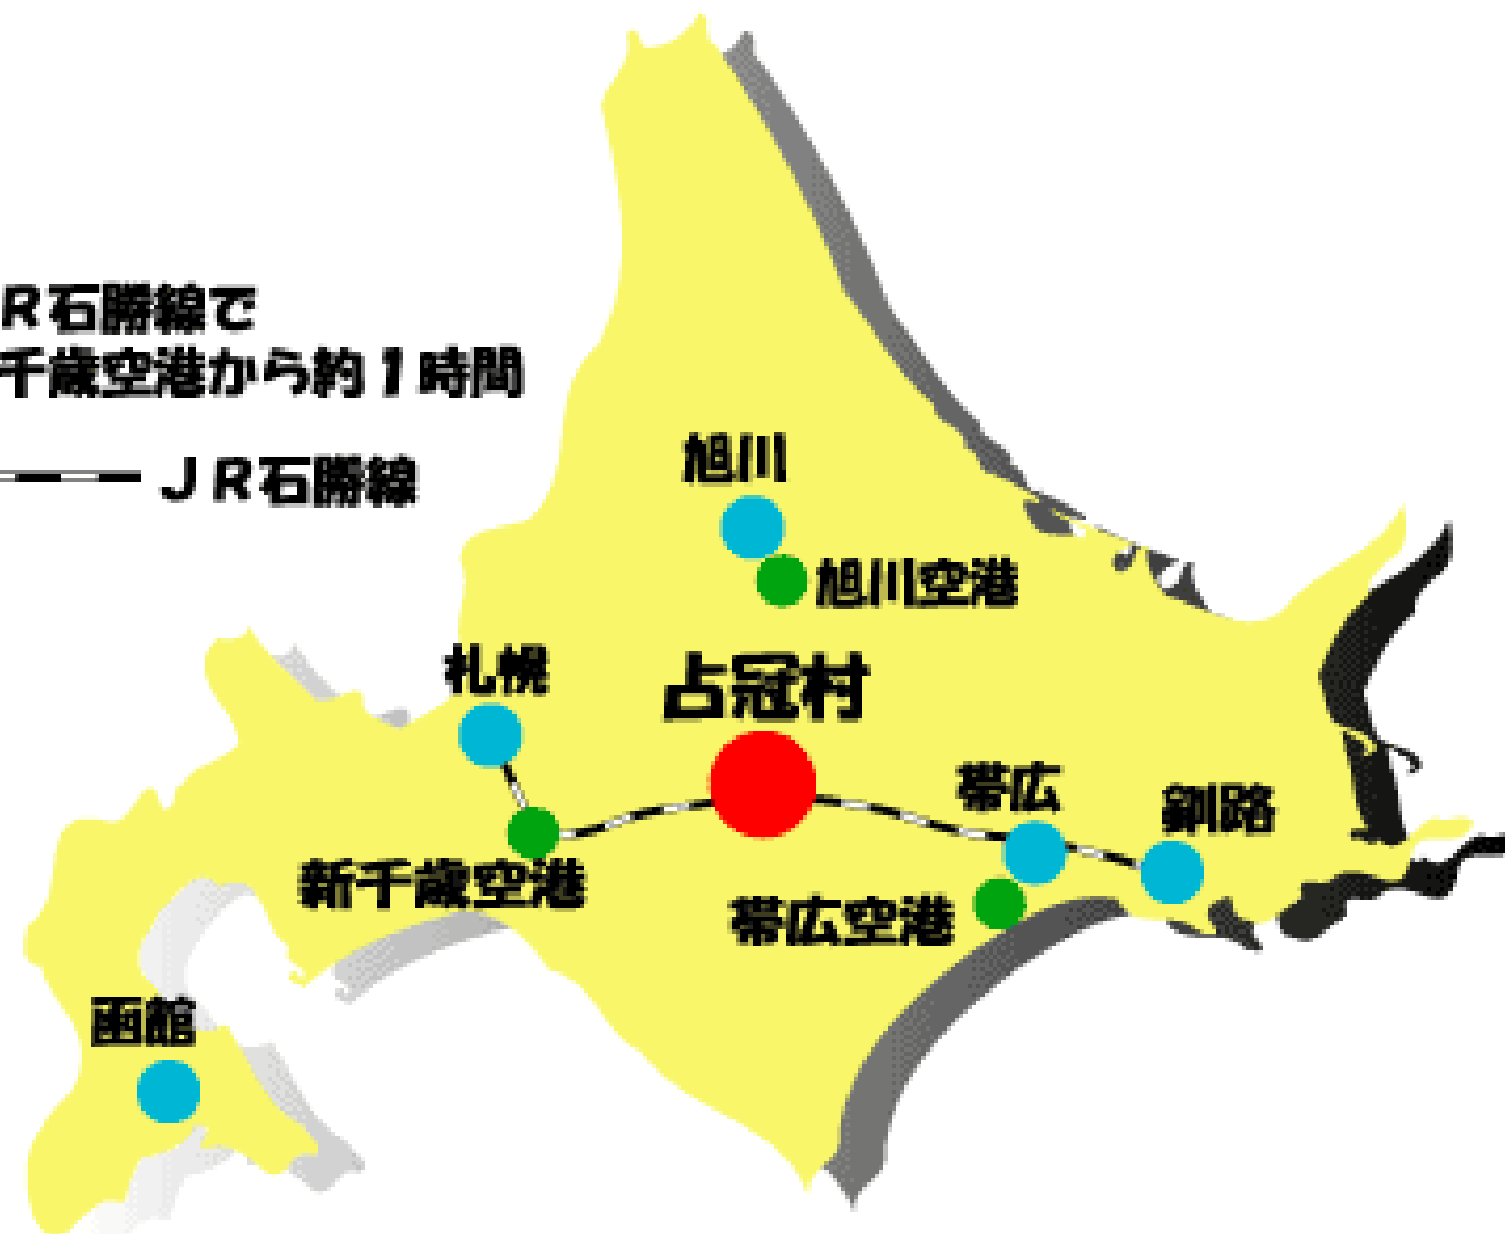 R石勝線で
千歳空港から約1時間
JR石勝線
旭川
旭川空港
札幌
占冠村
帯広
釧路
新千歳空港
帯広空港
函館